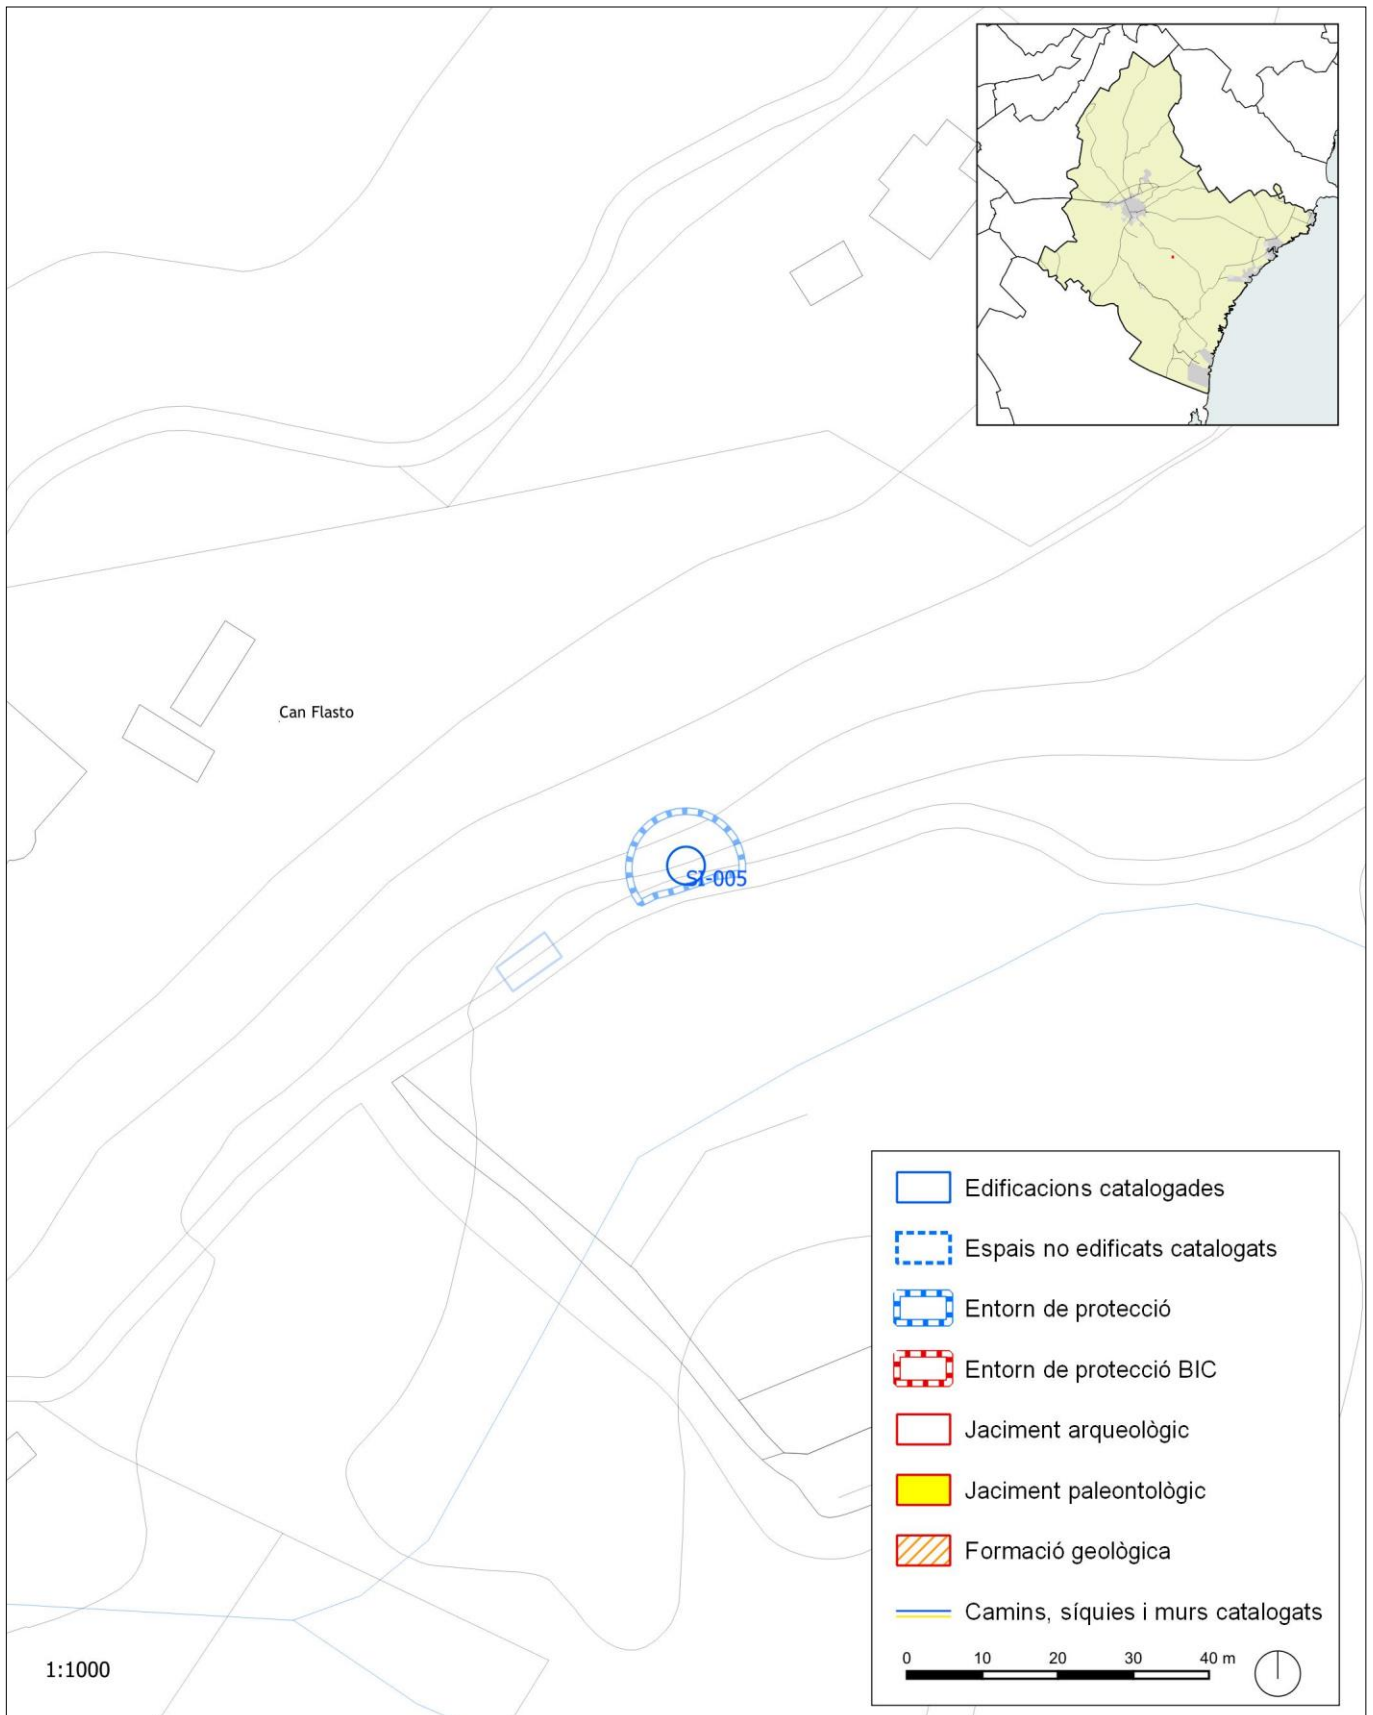 Can Flasto
SI-005
Edificacions catalogades
Espais no edificats catalogats
Entorn de protecció
Entorn de protecció BIC
Jaciment arqueològic
Jaciment paleontològic
Formació geològica
Camins, síquies i murs catalogats
0 10 20 30 40 m
1:1000